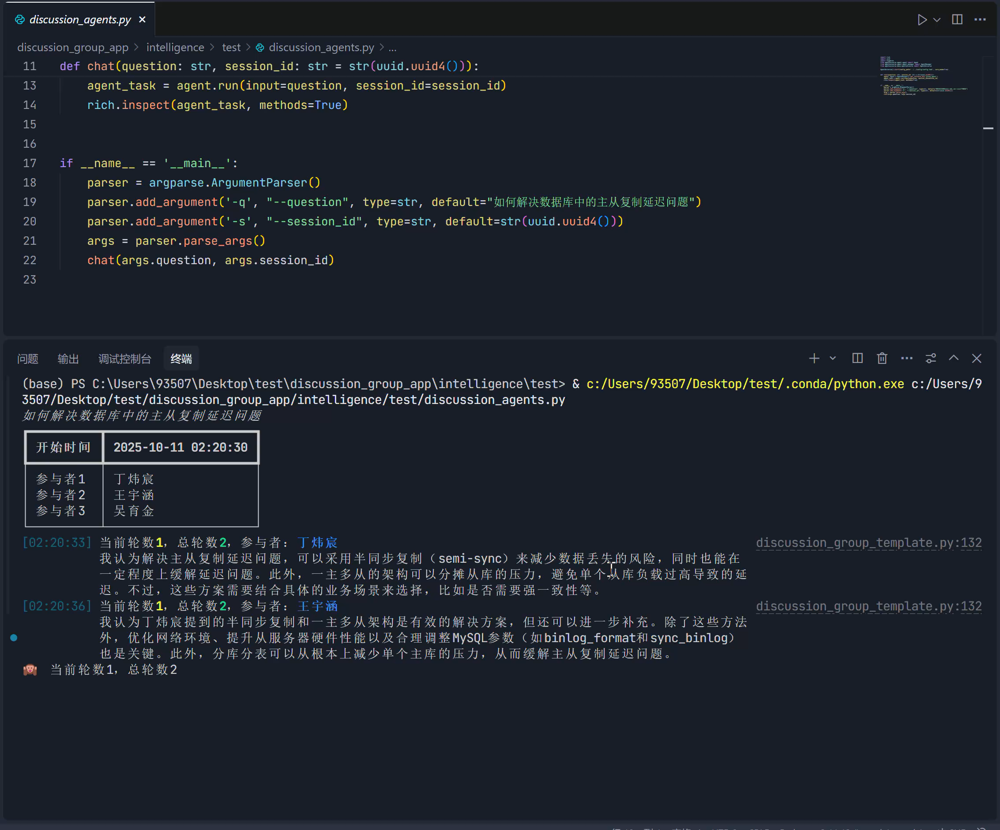 discussion_agents.py
discussion_group_app > intelligence > test > discussion_agents.py > ...
11 def chat(question: str, session_id: str = str(uuid.uuid4())):
13 agent_task = agent.run(input=question, session_id=session_id)
14 rich.inspect(agent_task, methods=True)
15
16
17 if __name__ == '__main__':
18 parser = argparse.ArgumentParser()
19 parser.add_argument('-q', "--question", type=str, default="如何解决数据库中的主从复制延迟问题")
20 parser.add_argument('-s', "--session_id", type=str, default=str(uuid.uuid4()))
21 args = parser.parse_args()
22 chat(args.question, args.session_id)
23
问题 输出 调试控制台 终端
(base) PS C:\Users\93507\Desktop\test\discussion_group_app\intelligence\test> & c:/Users/93507/Desktop/test/.conda/python.exe c:/Users/9
3507/Desktop/test/discussion_group_app/intelligence/test/discussion_agents.py
如何解决数据库中的主从复制延迟问题
开始时间 2025-10-11 02:20:30
参与者1 丁炜宸
参与者2 王宇涵
参与者3 吴育金
[02:20:33] 当前轮数1, 总轮数2, 参与者: 丁炜宸 discussion_group_template.py:132
我认为解决主从复制延迟问题，可以采用半同步复制（semi-sync）来减少数据丢失的风险，同时也能在
一定程度上缓解延迟问题。此外，一主多从的架构可以分摊从库的压力，避免单个从库负载过高导致的延
迟。不过，这些方案需要结合具体的业务场景来选择，比如是否需要强一致性等。
[02:20:36] 当前轮数1, 总轮数2, 参与者: 王宇涵 discussion_group_template.py:132
我认为丁炜宸提到的半同步复制和一主多从架构是有效的解决方案，但还可以进一步补充。除了这些方法
外，优化网络环境、提升从服务器硬件性能以及合理调整MySQL参数（如binlog_format和sync_binlog）
也是关键。此外，分库分表可以从根本上减少单个主库的压力，从而缓解主从复制延迟问题。
🙉 当前轮数1, 总轮数2